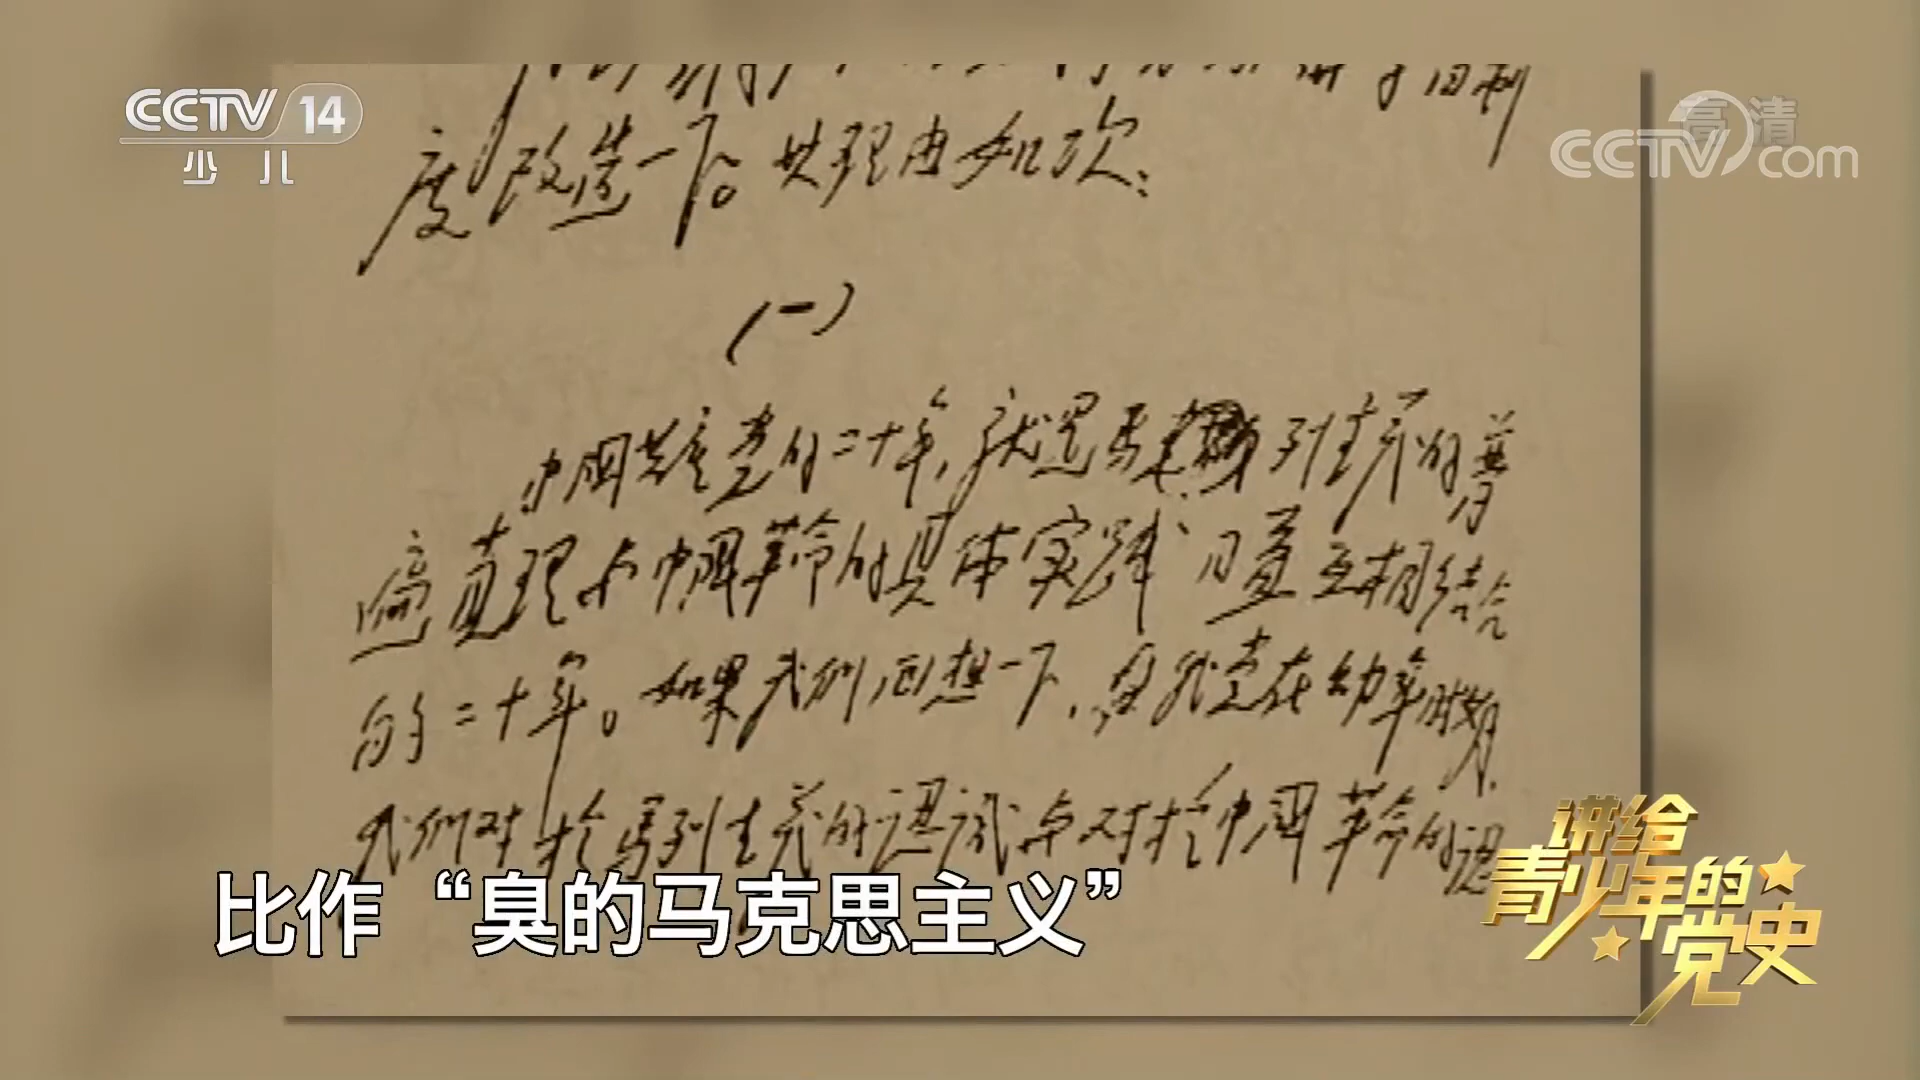 CCTV 14
少儿
高清
CCTV com
度改造一下。其理由如次：
（一）
中国共产党的二十年，就是马克思列主义的普
遍真理与中国革命的具体实践日益互相结合
的二十年。如果我们回想一下，我党在幼年时期，
我们对于马列主义的认识与对于中国革命的认
比作“臭的马克思主义”
讲给
青少年的
党史